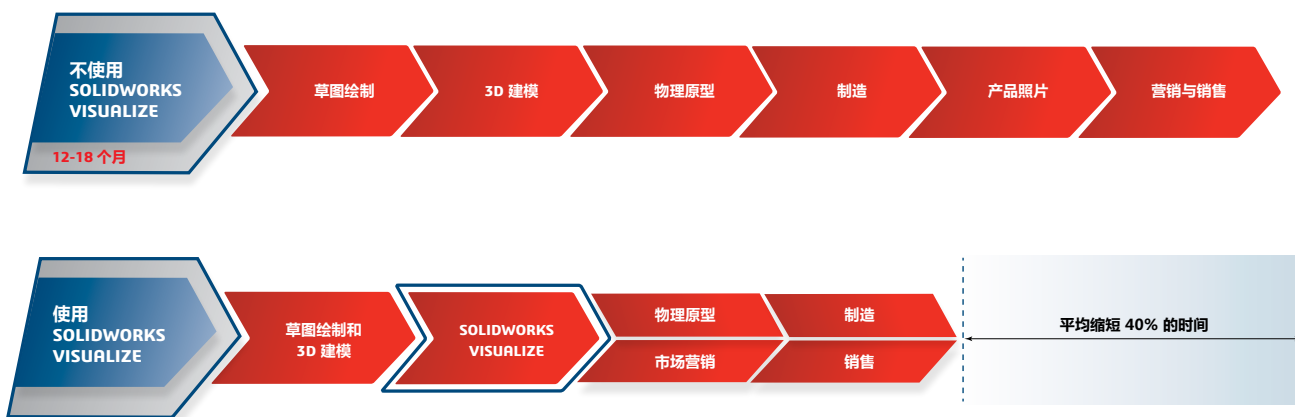 不使用
SOLIDWORKS
VISUALIZE
12-18 个月
草图绘制
3D 建模
物理原型
制造
产品照片
营销与销售
使用
SOLIDWORKS
VISUALIZE
草图绘制和
3D 建模
SOLIDWORKS
VISUALIZE
物理原型
制造
市场营销
销售
平均缩短 40% 的时间